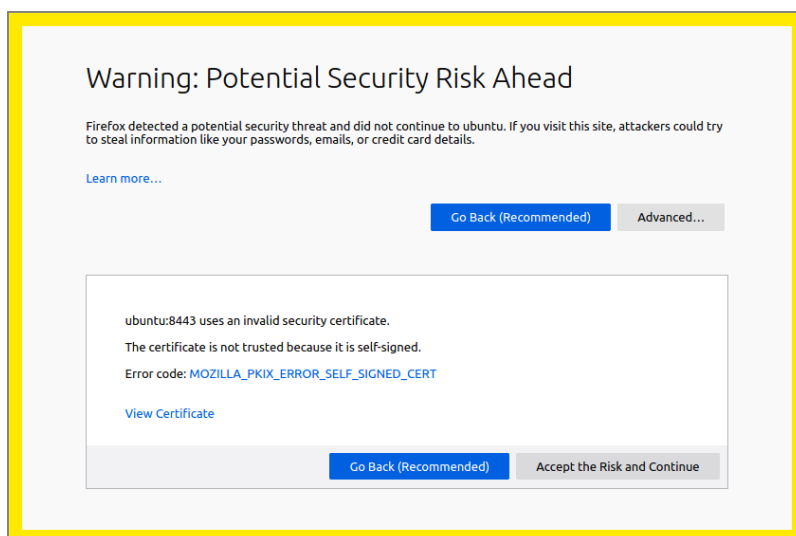 Warning: Potential Security Risk Ahead
Firefox detected a potential security threat and did not continue to ubuntu. If you visit this site, attackers could try
to steal information like your passwords, emails, or credit card details.
Learn more…
Go Back (Recommended) Advanced…
ubuntu:8443 uses an invalid security certificate.
The certificate is not trusted because it is self-signed.
Error code: MOZILLA_PKIX_ERROR_SELF_SIGNED_CERT
View Certificate
Go Back (Recommended) Accept the Risk and Continue